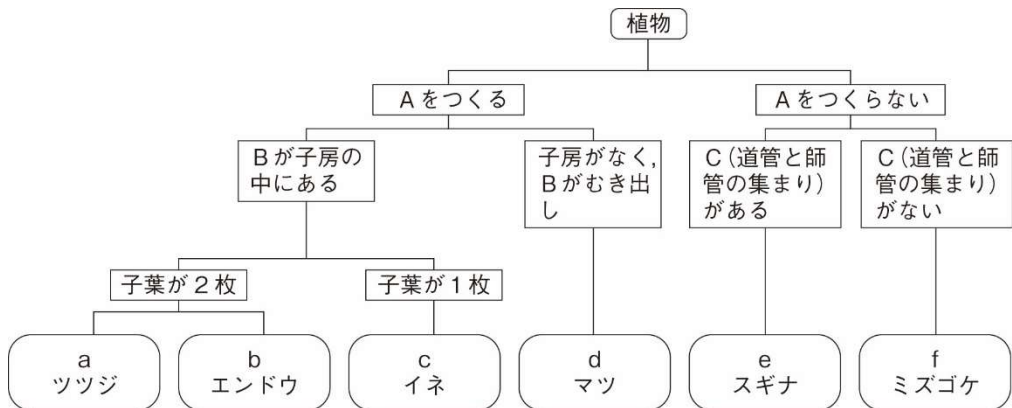 植物
Aをつくる
Aをつくらない
Bが子房の
中にある
子房がなく,
Bがむき出
し
C(道管と師
管の集まり)
がある
C(道管と師
管の集まり)
がない
子葉が2枚
子葉が1枚
a
ツツジ
b
エンドウ
c
イネ
d
マツ
e
スギナ
f
ミズゴケ